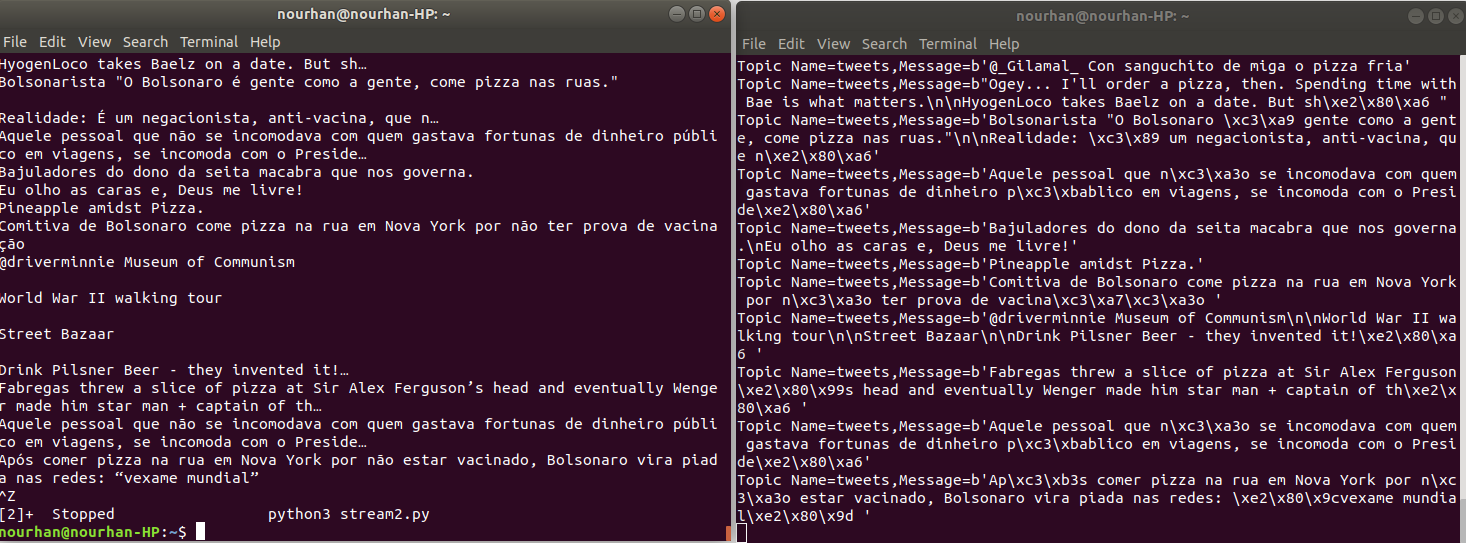 nourhan@nourhan-HP: ~
File Edit View Search Terminal Help
HyogenLoco takes Baelz on a date. But sh…
Bolsonarista "O Bolsonaro é gente como a gente, come pizza nas ruas."
Realidade: É um negacionista, anti-vacina, que n…
Aquele pessoal que não se incomodava com quem gastava fortunas de dinheiro públi
co em viagens, se incomoda com o Preside…
Bajuladores do dono da seita macabra que nos governa.
Eu olho as caras e, Deus me livre!
Pineapple amidst Pizza.
Comitiva de Bolsonaro come pizza na rua em Nova York por não ter prova de vacina
ção
@driverminnie Museum of Communism
World War II walking tour
Street Bazaar
Drink Pilsner Beer - they invented it!…
Fabregas threw a slice of pizza at Sir Alex Ferguson’s head and eventually Wenge
r made him star man + captain of th…
Aquele pessoal que não se incomodava com quem gastava fortunas de dinheiro públi
co em viagens, se incomoda com o Preside…
Após comer pizza na rua em Nova York por não estar vacinado, Bolsonaro vira piad
a nas redes: “vexame mundial”
^Z
[2]+  Stopped                 python3 stream2.py
nourhan@nourhan-HP:~$
nourhan@nourhan-HP: ~
File Edit View Search Terminal Help
Topic Name=tweets,Message=b'@_Gilamal_ Con sanguchito de miga o pizza fria'
Topic Name=tweets,Message=b"Ogey... I'll order a pizza, then. Spending time with
 Bae is what matters.\n\nHyogenLoco takes Baelz on a date. But sh\xe2\x80\xa6 "
Topic Name=tweets,Message=b'Bolsonarista "O Bolsonaro \xc3\xa9 gente como a gent
e, come pizza nas ruas."\n\nRealidade: \xc3\x89 um negacionista, anti-vacina, qu
e n\xe2\x80\xa6'
Topic Name=tweets,Message=b'Aquele pessoal que n\xc3\xa3o se incomodava com quem
 gastava fortunas de dinheiro p\xc3\xbablico em viagens, se incomoda com o Presi
de\xe2\x80\xa6'
Topic Name=tweets,Message=b'Bajuladores do dono da seita macabra que nos governa
.\nEu olho as caras e, Deus me livre!'
Topic Name=tweets,Message=b'Pineapple amidst Pizza.'
Topic Name=tweets,Message=b'Comitiva de Bolsonaro come pizza na rua em Nova York
 por n\xc3\xa3o ter prova de vacina\xc3\xa7\xc3\xa3o '
Topic Name=tweets,Message=b'@driverminnie Museum of Communism\n\nWorld War II wa
lking tour\n\nStreet Bazaar\n\nDrink Pilsner Beer - they invented it!\xe2\x80\xa
6 '
Topic Name=tweets,Message=b'Fabregas threw a slice of pizza at Sir Alex Ferguson
\xe2\x80\x99s head and eventually Wenger made him star man + captain of th\xe2\x
80\xa6 '
Topic Name=tweets,Message=b'Aquele pessoal que n\xc3\xa3o se incomodava com quem
 gastava fortunas de dinheiro p\xc3\xbablico em viagens, se incomoda com o Presi
de\xe2\x80\xa6'
Topic Name=tweets,Message=b'Ap\xc3\xb3s comer pizza na rua em Nova York por n\xc
3\xa3o estar vacinado, Bolsonaro vira piada nas redes: \xe2\x80\x9cvexame mundia
l\xe2\x80\x9d '